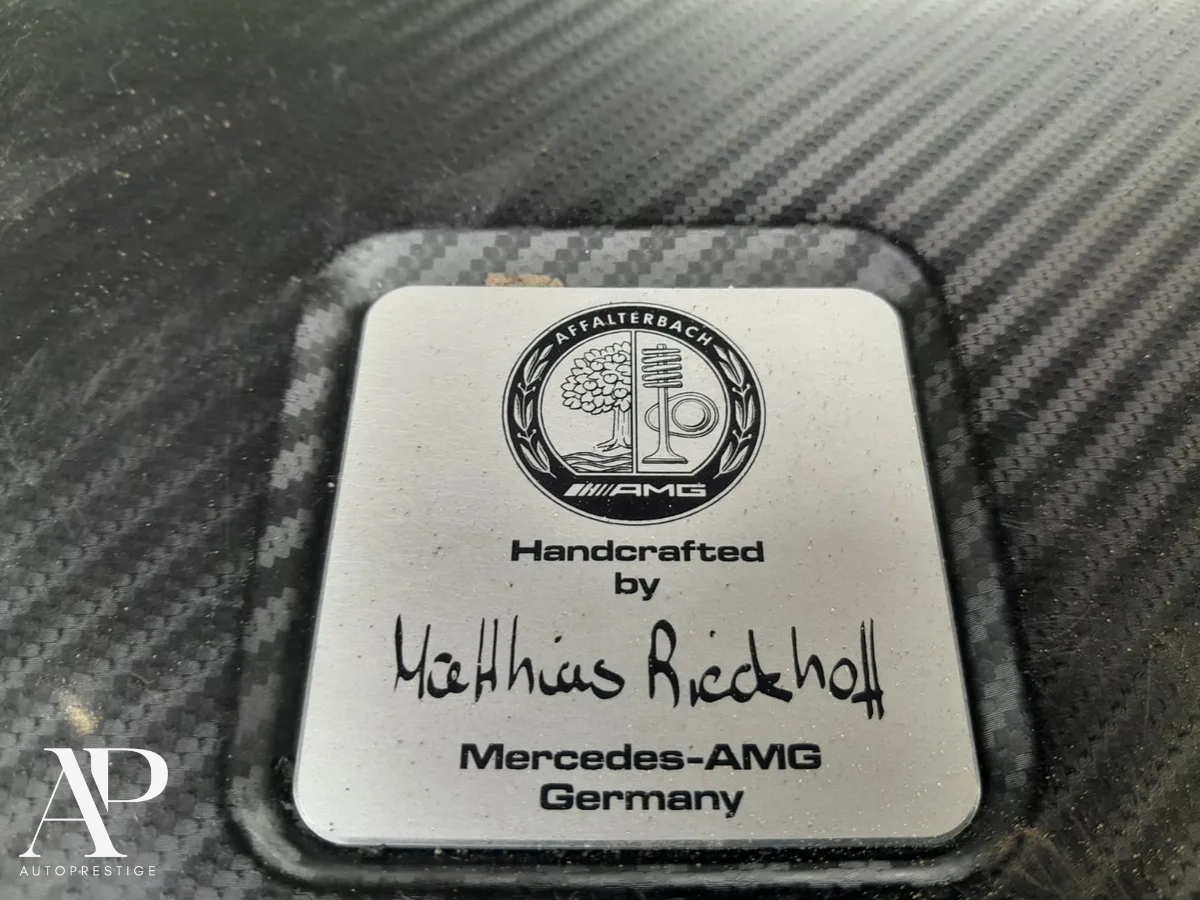 AFFALTERBACH
AMG
Handcrafted
by
Matthias Rieckhoff
Mercedes-AMG
Germany
AP
AUTOPRESTIGE